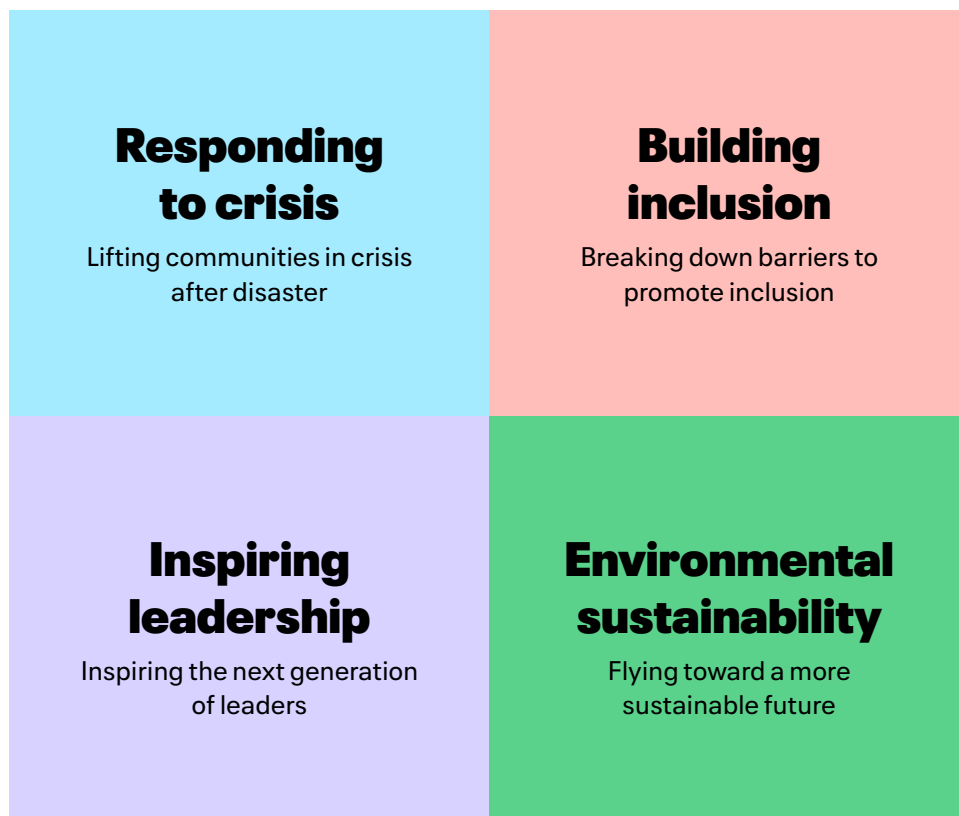 Responding
to crisis
Lifting communities in crisis
after disaster
Building
inclusion
Breaking down barriers to
promote inclusion
Inspiring
leadership
Inspiring the next generation
of leaders
Environmental
sustainability
Flying toward a more
sustainable future